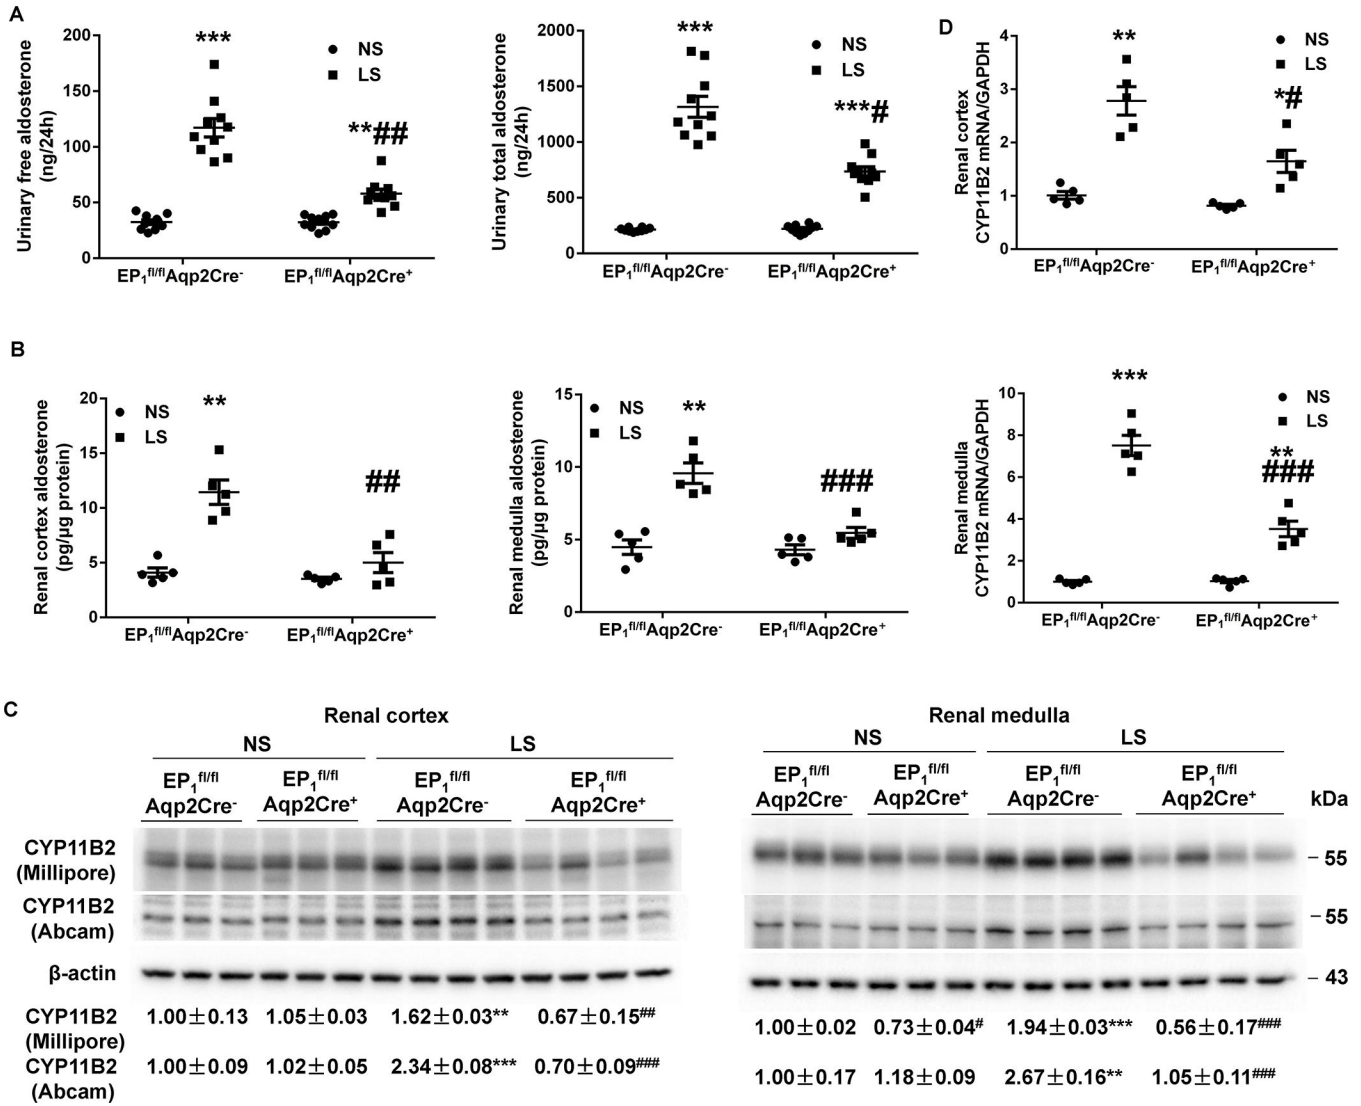 A
200
150
100
50
0
Urinary free aldosterone
(ng/24h)
***
NS
LS
**##
EP1fl/flAqp2Cre-
EP1fl/flAqp2Cre+
2000
1500
1000
500
0
Urinary total aldosterone
(ng/24h)
***
NS
LS
***#
EP1fl/flAqp2Cre-
EP1fl/flAqp2Cre+
D
4
3
2
1
0
Renal cortex
CYP11B2 mRNA/GAPDH
**
NS
LS
*#
EP1fl/flAqp2Cre-
EP1fl/flAqp2Cre+
B
20
15
10
5
0
Renal cortex aldosterone
(pg/μg protein)
NS
LS
**
##
EP1fl/flAqp2Cre-
EP1fl/flAqp2Cre+
15
10
5
0
Renal medulla aldosterone
(pg/μg protein)
NS
LS
**
###
EP1fl/flAqp2Cre-
EP1fl/flAqp2Cre+
10
8
6
4
2
0
Renal medulla
CYP11B2 mRNA/GAPDH
***
NS
LS
**
###
EP1fl/flAqp2Cre-
EP1fl/flAqp2Cre+
C
Renal cortex
NS LS
EP1fl/fl EP1fl/fl EP1fl/fl EP1fl/fl
Aqp2Cre- Aqp2Cre+ Aqp2Cre- Aqp2Cre+
CYP11B2
(Millipore)
CYP11B2
(Abcam)
β-actin
CYP11B2
(Millipore)
1.00±0.13 1.05±0.03 1.62±0.03** 0.67±0.15##
CYP11B2
(Abcam)
1.00±0.09 1.02±0.05 2.34±0.08*** 0.70±0.09###
Renal medulla
NS LS
EP1fl/fl EP1fl/fl EP1fl/fl EP1fl/fl
Aqp2Cre- Aqp2Cre+ Aqp2Cre- Aqp2Cre+
kDa
55
55
43
1.00±0.02 0.73±0.04# 1.94±0.03*** 0.56±0.17###
1.00±0.17 1.18±0.09 2.67±0.16** 1.05±0.11###